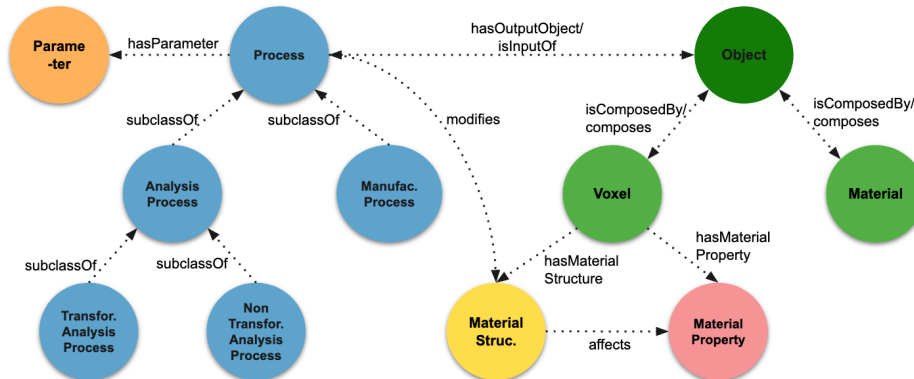 Parame
-ter
hasParameter
Process
hasOutputObject/
isInputOf
Object
subclassOf
subclassOf
modifies
isComposedBy/
composes
isComposedBy/
composes
Analysis
Process
Manufac.
Process
Voxel
Material
subclassOf
subclassOf
hasMaterial
Structure
hasMaterial
Property
Transfor.
Analysis
Process
Non
Transfor.
Analysis
Process
Material
Struc.
affects
Material
Property